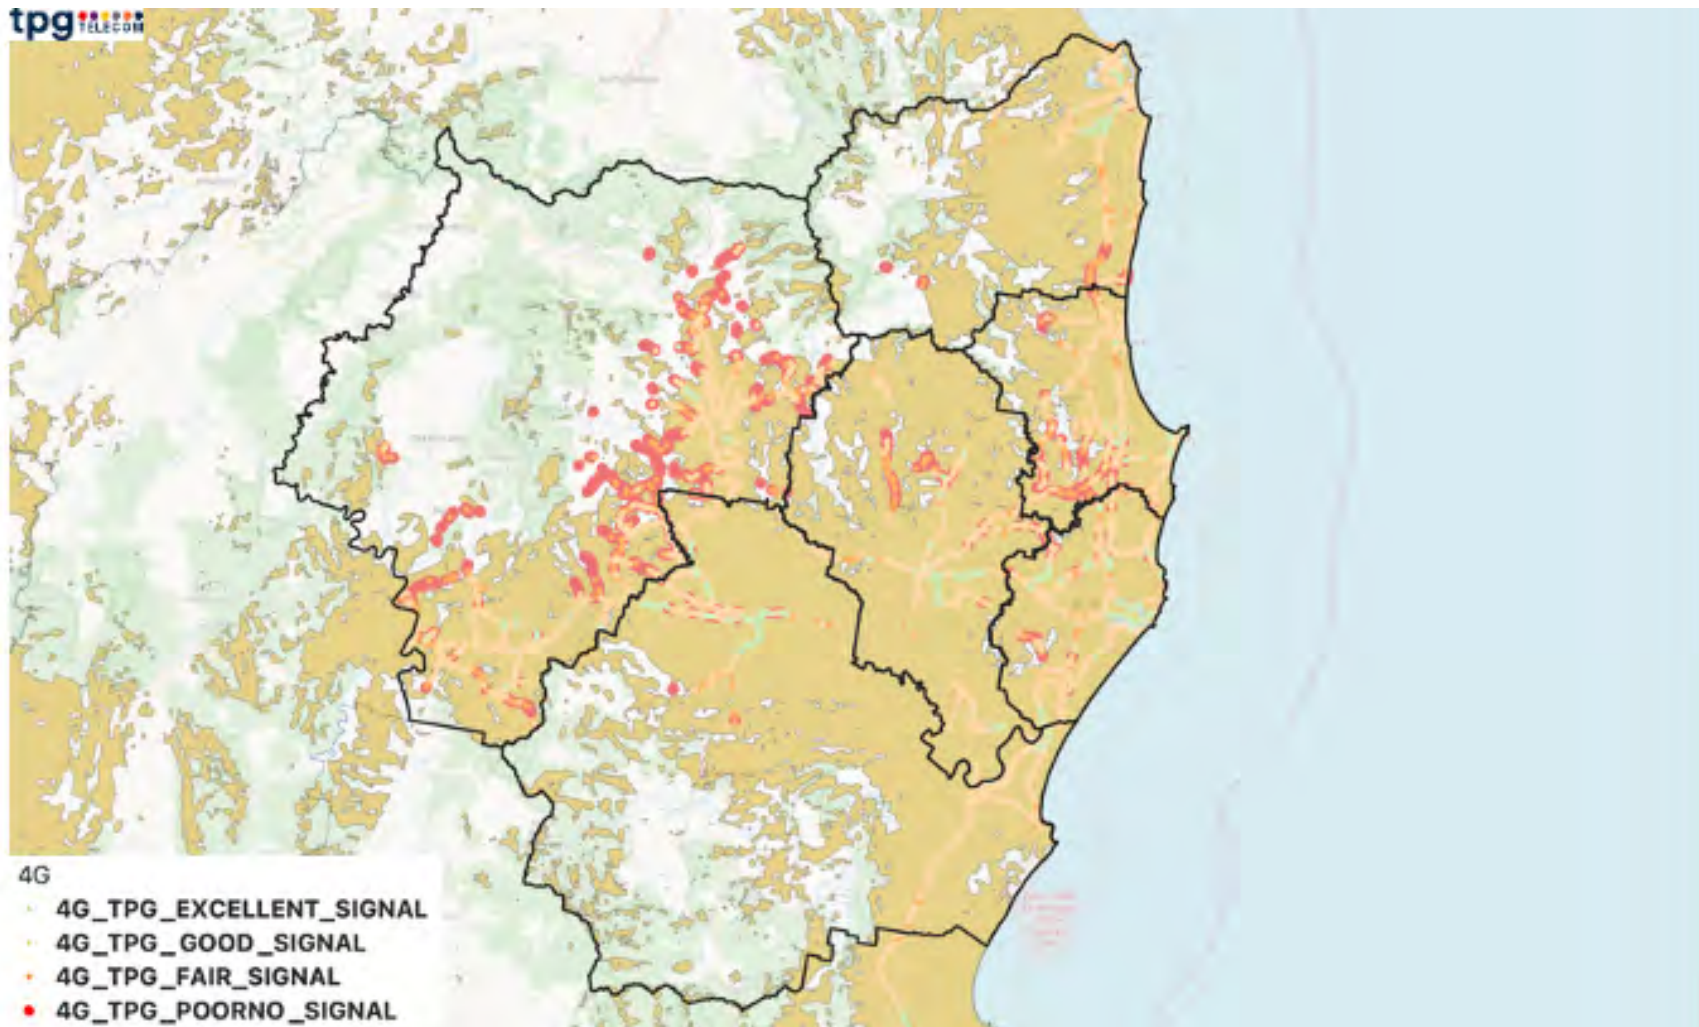 tpg
TELECOM
4G
4G_TPG_EXCELLENT_SIGNAL
4G_TPG_GOOD_SIGNAL
4G_TPG_FAIR_SIGNAL
4G_TPG_POORNO_SIGNAL